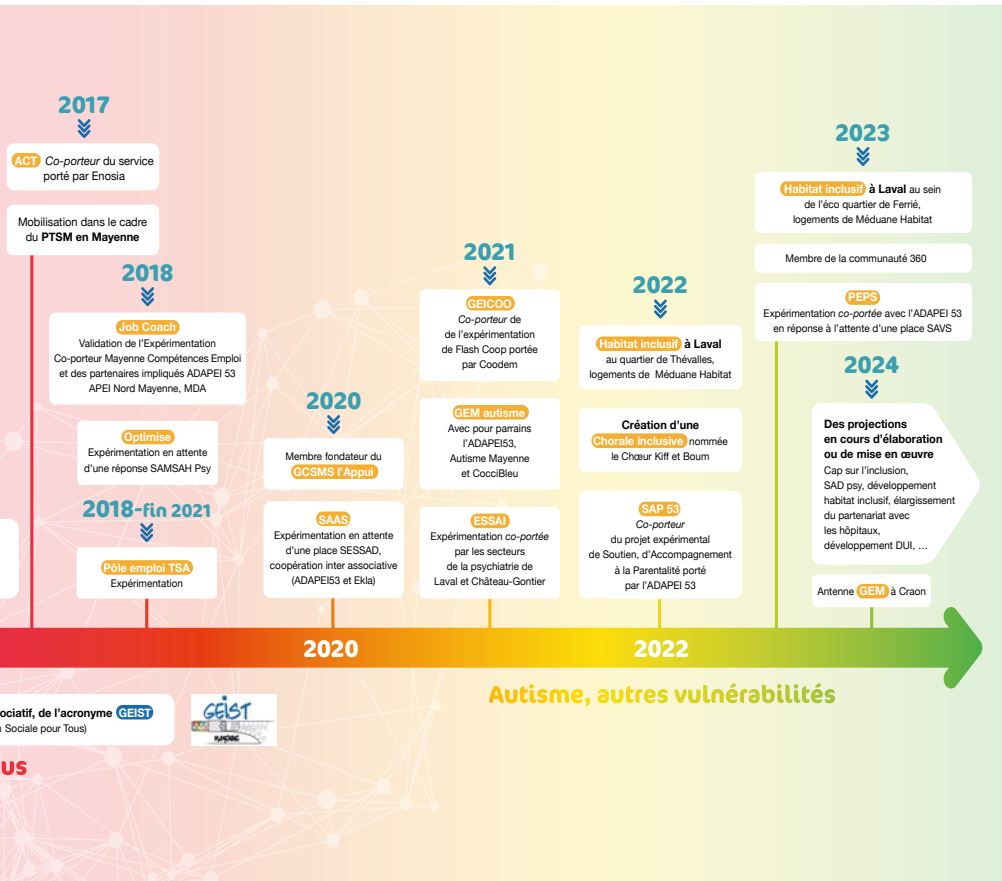 2017
ACT Co-porteur du service
porté par Enosia
Mobilisation dans le cadre
du PTSM en Mayenne
2018
Job Coach
Validation de l'Expérimentation
Co-porteur Mayenne Compétences Emploi
et des partenaires impliqués ADAPEI 53
APEI Nord Mayenne, MDA
Optimise
Expérimentation en attente
d'une réponse SAMSAH Psy
2018-fin 2021
Pôle emploi TSA
Expérimentation
2020
Membre fondateur du
GCSMS l'Appui
SAAS
Expérimentation en attente
d'une place SESSAD,
coopération inter associative
(ADAPEI53 et Ekla)
2021
GEICOO
Co-porteur de
de l'expérimentation
de Flash Coop portée
par Coodem
GEM autisme
Avec pour parrains
l'ADAPEI53,
Autisme Mayenne
et CocciBleu
ESSAI
Expérimentation co-portée
par les secteurs
de la psychiatrie de
Laval et Château-Gontier
2022
Habitat inclusif à Laval
au quartier de Thévalles,
logements de Méduane Habitat
Création d'une
Chorale inclusive nommée
le Chœur Kiff et Boum
SAP 53
Co-porteur
du projet expérimental
de Soutien, d'Accompagnement
à la Parentalité porté
par l'ADAPEI 53
2023
Habitat inclusif à Laval au sein
de l'éco quartier de Ferrié,
logements de Méduane Habitat
Membre de la communauté 360
PEPS
Expérimentation co-portée avec l'ADAPEI 53
en réponse à l'attente d'une place SAVS
2024
Des projections
en cours d'élaboration
ou de mise en œuvre
Cap sur l'inclusion,
SAD psy, développement
habitat inclusif, élargissement
du partenariat avec
les hôpitaux,
développement DUI, …
Antenne GEM à Craon
2020
2022
Autisme, autres vulnérabilités
ociatif, de l'acronyme GEIST
Sociale pour Tous)
GEIST
MAYENNE
us